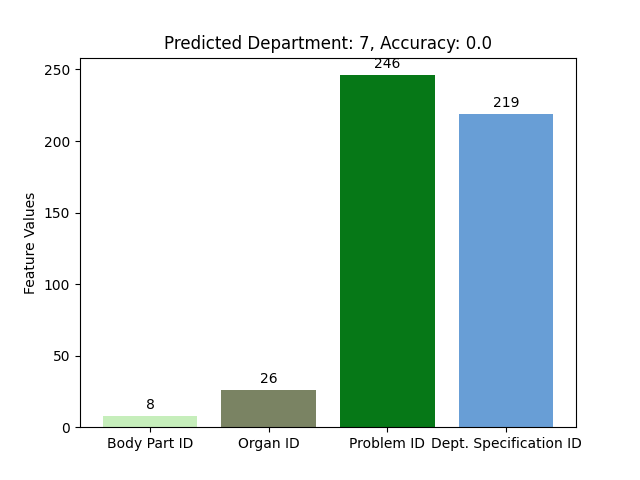 Predicted Department: 7, Accuracy: 0.0
Feature Values
250
200
150
100
50
0
8
26
246
219
Body Part ID
Organ ID
Problem ID
Dept. Specification ID